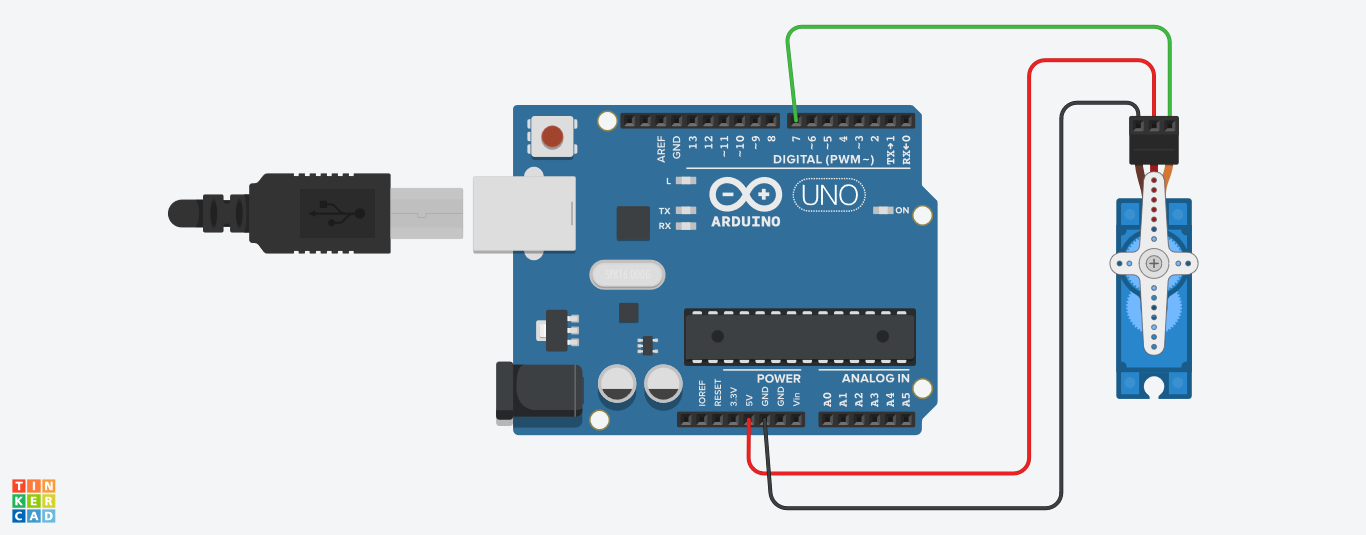 AREF
GND
13
12
~11
~10
~9
8
7
~6
~5
4
~3
2
TX→1
RX←0
DIGITAL (PWM~)
L
TX
RX
ARDUINO
UNO
ON
IOREF
RESET
3.3V
5V
GND
GND
Vin
POWER
ANALOG IN
A0
A1
A2
A3
A4
A5
TIN
KER
CAD